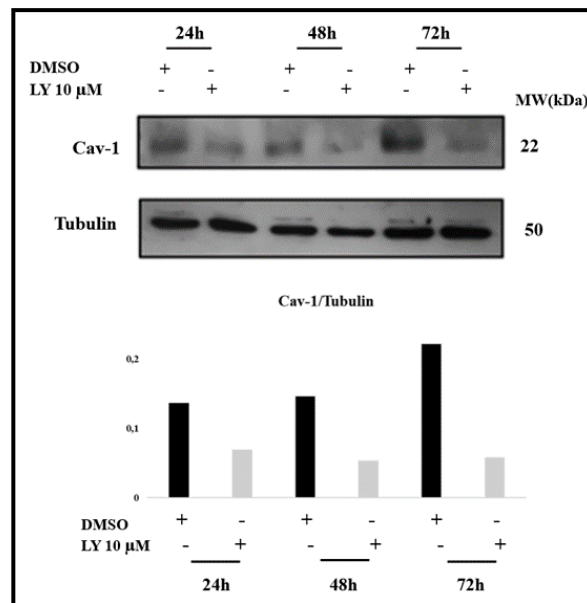 24h 48h 72h
DMSO + - + - + -
LY 10 µM - + - + - + MW(kDa)
Cav-1 22
Tubulin 50
Cav-1/Tubulin
0,2
0,1
0
DMSO + - + - + -
LY 10 µM - + - + - +
24h 48h 72h